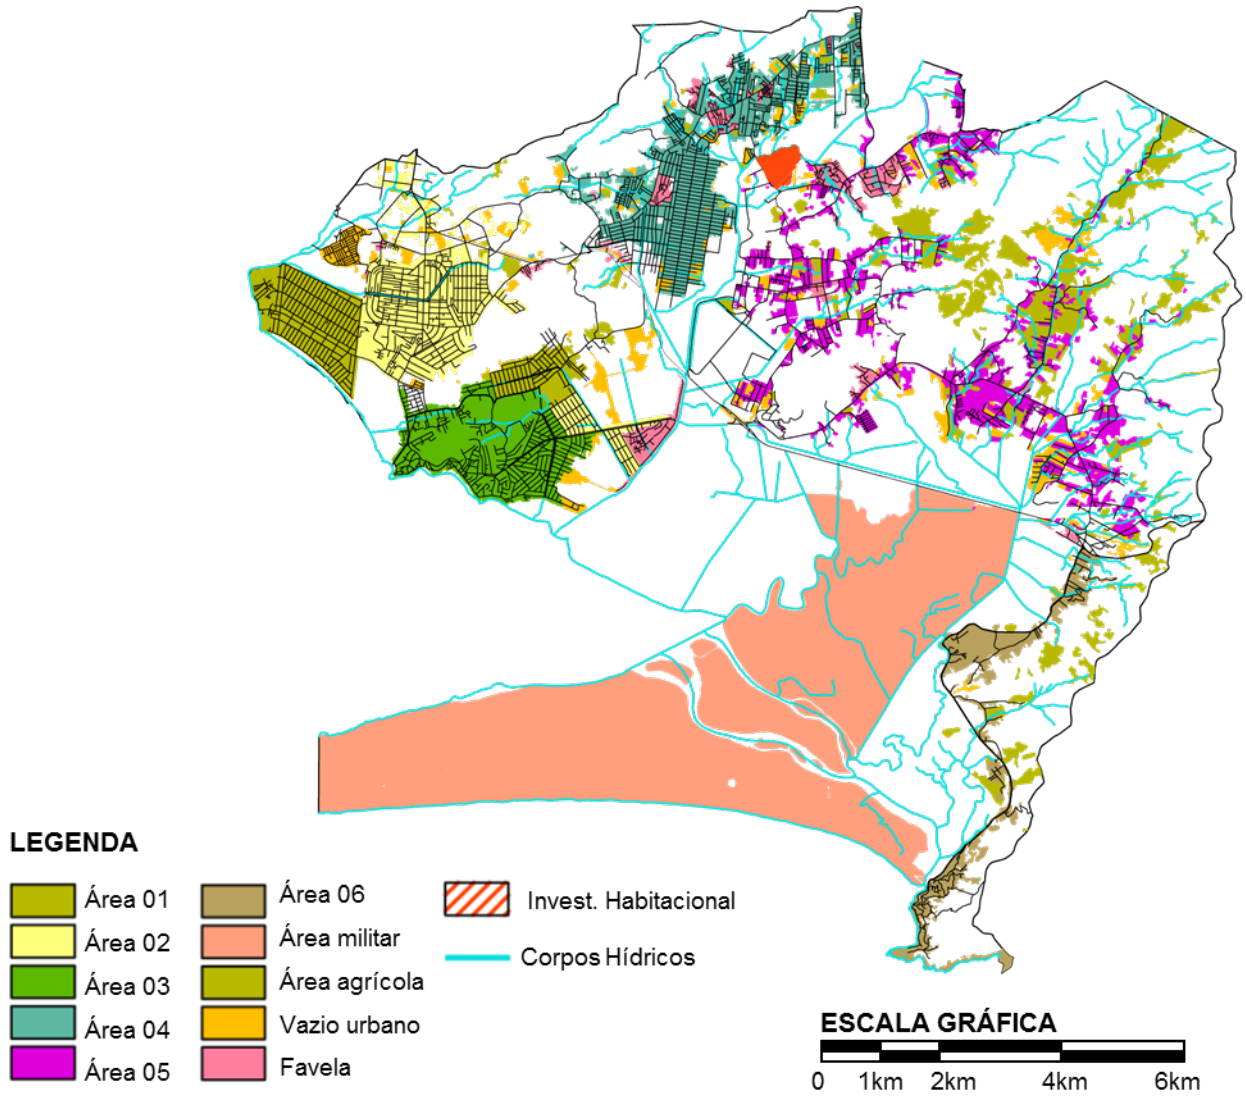 LEGENDA
Área 01
Área 02
Área 03
Área 04
Área 05
Área 06
Área militar
Área agrícola
Vazio urbano
Favela
Invest. Habitacional
Corpos Hídricos
ESCALA GRÁFICA
0 1km 2km 4km 6km